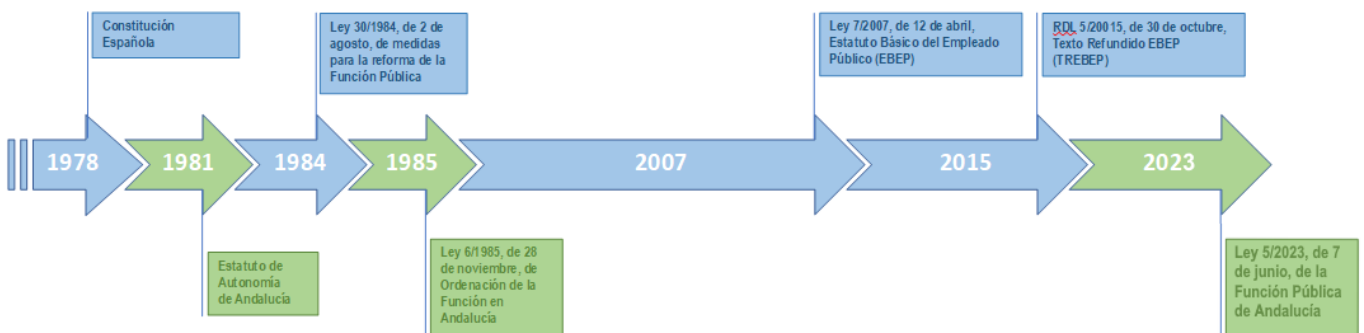 Constitución
Española
Ley 30/1984, de 2 de
agosto, de medidas
para la reforma de la
Función Pública
Ley 7/2007, de 12 de abril,
Estatuto Básico del Empleado
Público (EBEP)
RDL 5/20015, de 30 de octubre,
Texto Refundido EBEP
(TREBEP)
1978
1981
1984
1985
2007
2015
2023
Estatuto de
Autonomía
de Andalucía
Ley 6/1985, de 28
de noviembre, de
Ordenación de la
Función en
Andalucía
Ley 5/2023, de 7
de junio, de la
Función Pública
de Andalucía